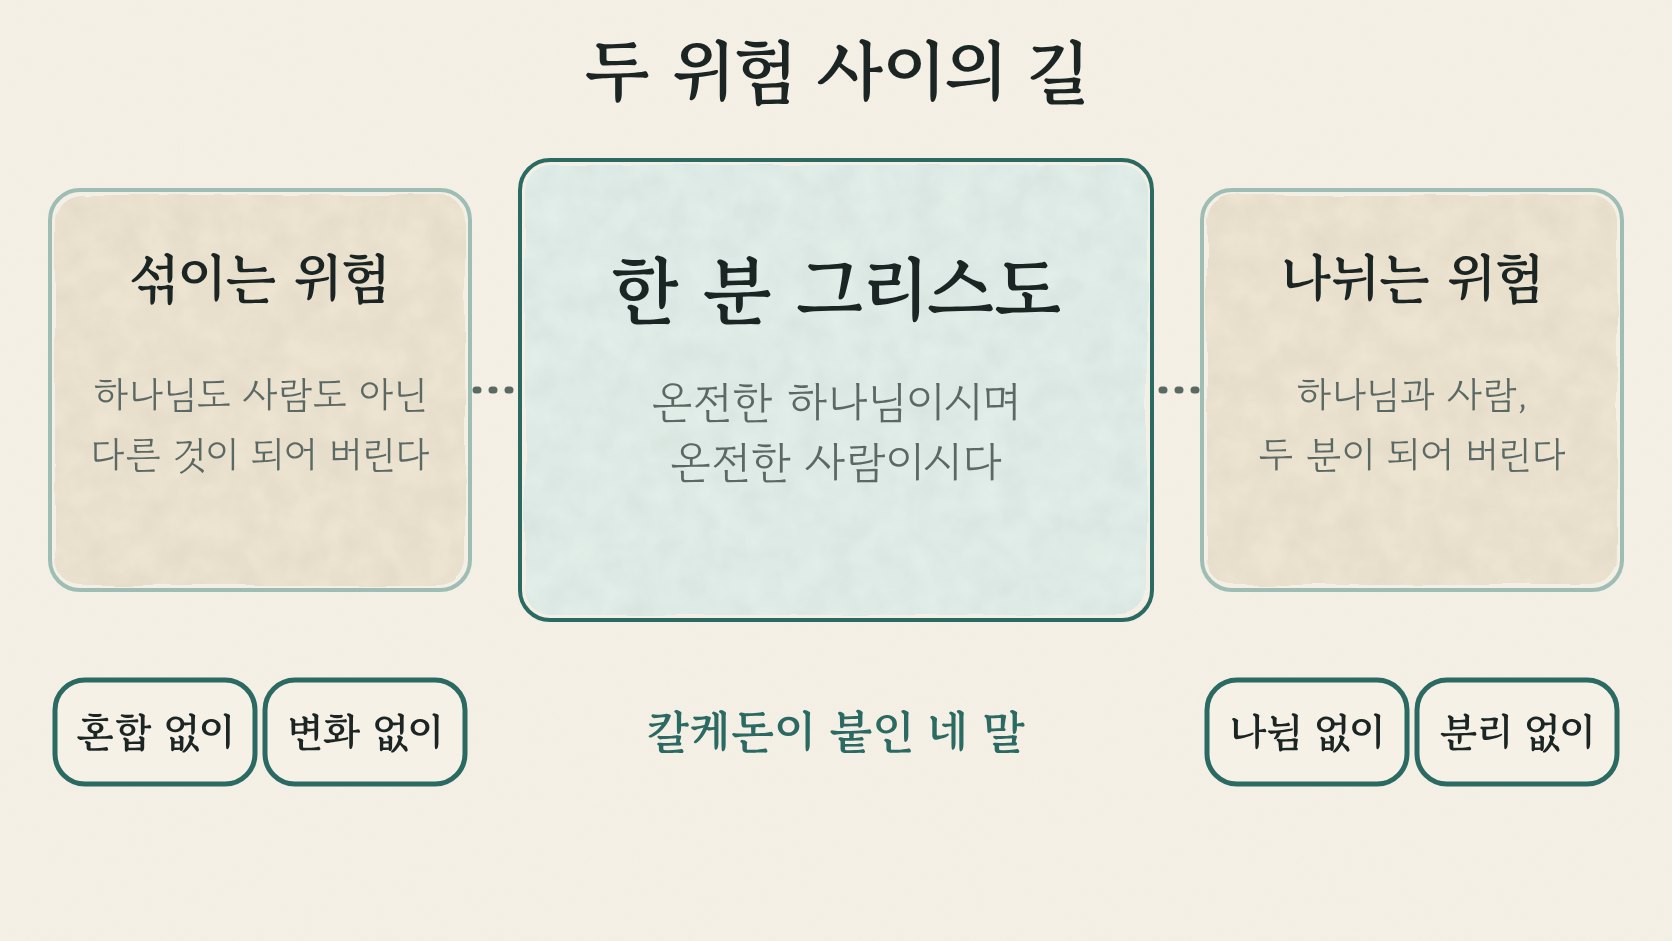 두 위험 사이의 길
섞이는 위험
하나님도 사람도 아닌
다른 것이 되어 버린다
한 분 그리스도
온전한 하나님이시며
온전한 사람이시다
나뉘는 위험
하나님과 사람,
두 분이 되어 버린다
혼합 없이
변화 없이
칼케돈이 붙인 네 말
나뉨 없이
분리 없이